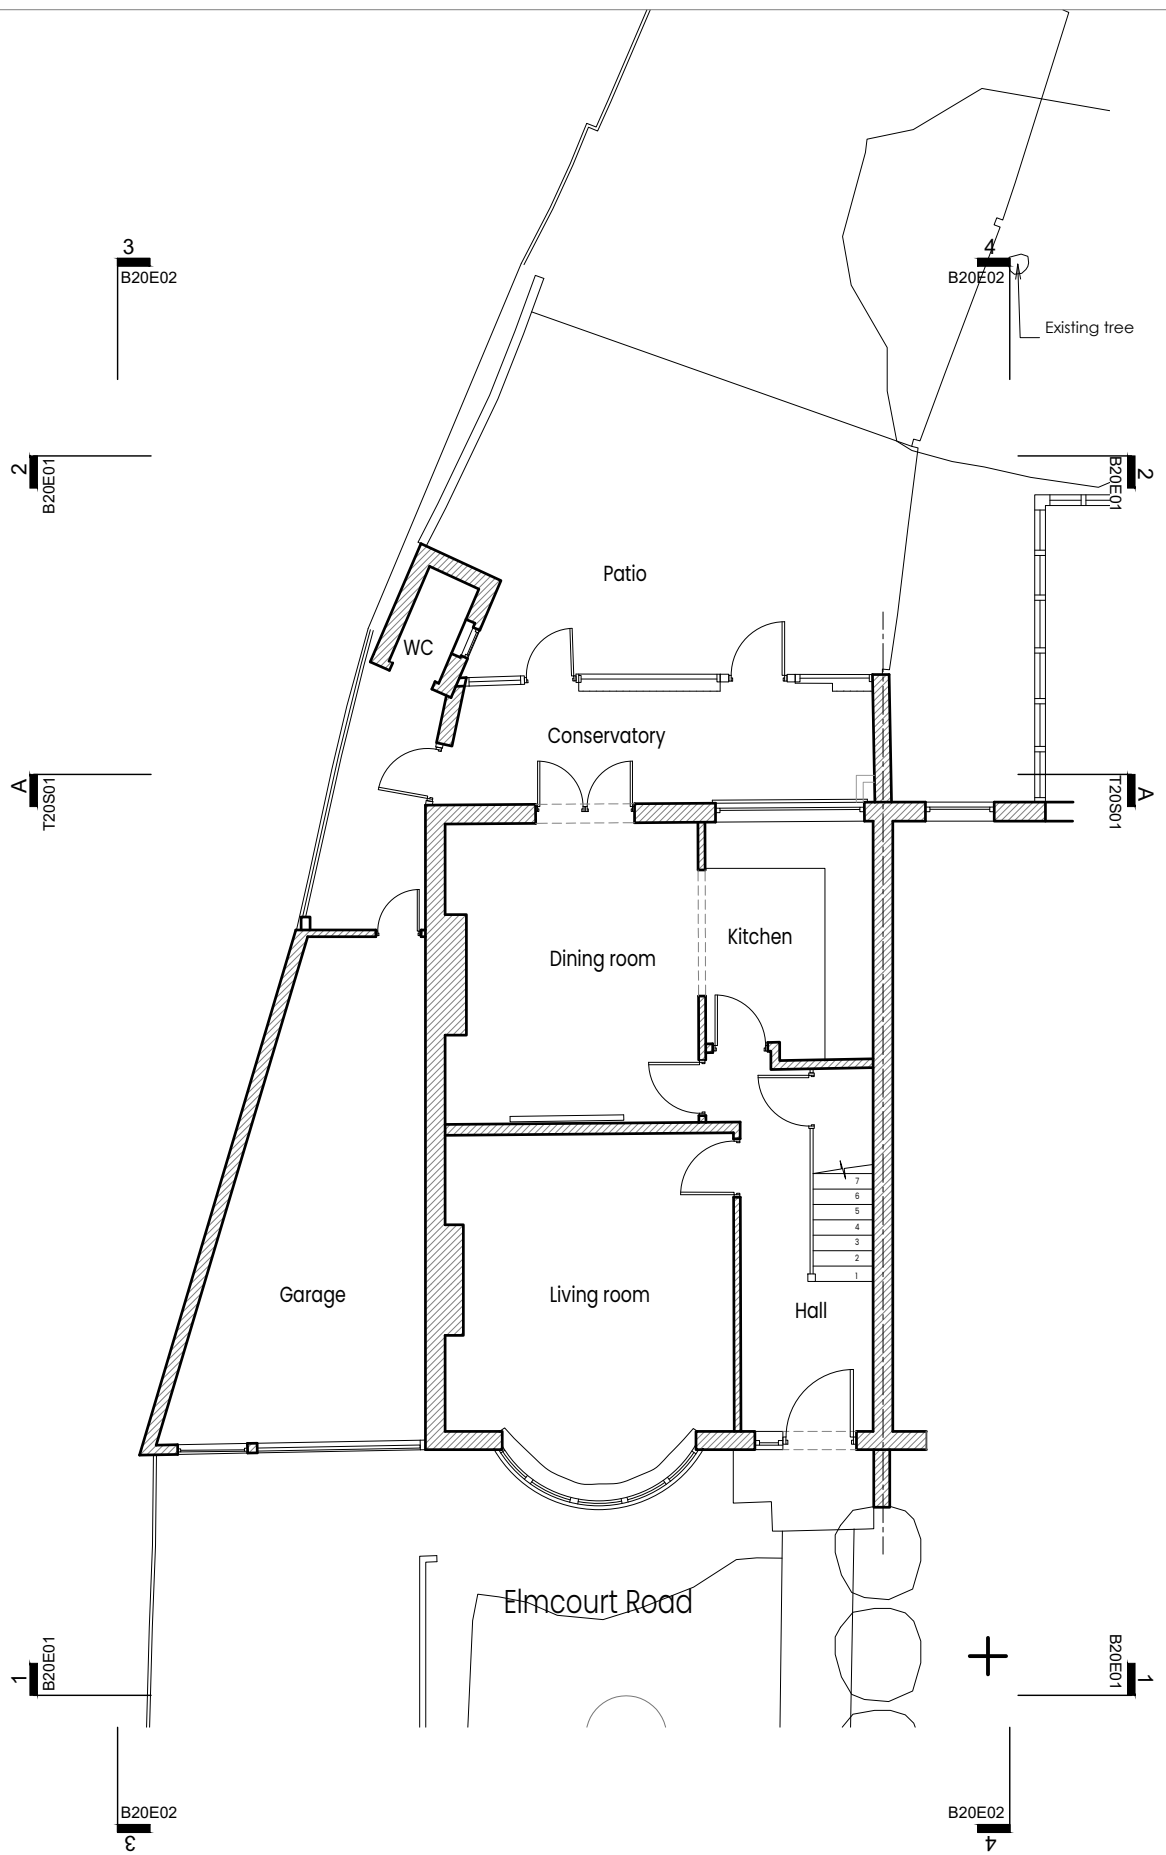 3
B20E02
4
B20E02
Existing tree
2
B20E01
2
B20E01
Patio
WC
Conservatory
A
T20S01
A
T20S01
Kitchen
Dining room
7
6
5
4
3
2
1
Garage
Living room
Hall
Elmcourt Road
1
B20E01
1
B20E01
B20E02
3
B20E02
4